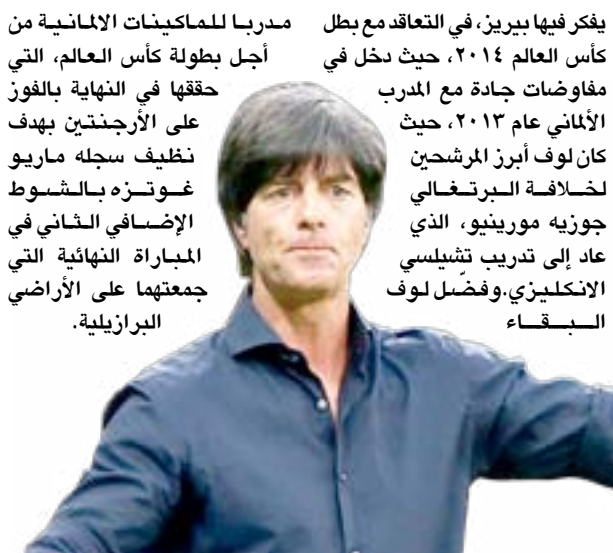 يفكر فيها بيريز، في التعاقد مع بطل
كأس العالم ٢٠١٤، حيث دخل في
مفاوضات جادة مع المدرب
الألماني عام ٢٠١٣، حيث
كان لوف أبرز المرشحين
لخلافة البرتغالي
جوزيه مورينيو، الذي
عاد إلى تدريب تشيلسي
الانكليزي.وفضّل لوف
البقاء
مدربا للماكينات الالمانية من
أجل بطولة كأس العالم، التي
حققها في النهاية بالفوز
على الأرجنتين بهدف
نظيف سجله ماريو
غوتزه بالشوط
الإضافي الثاني في
المباراة النهائية التي
جمعتهما على الأراضي
البرازيلية.